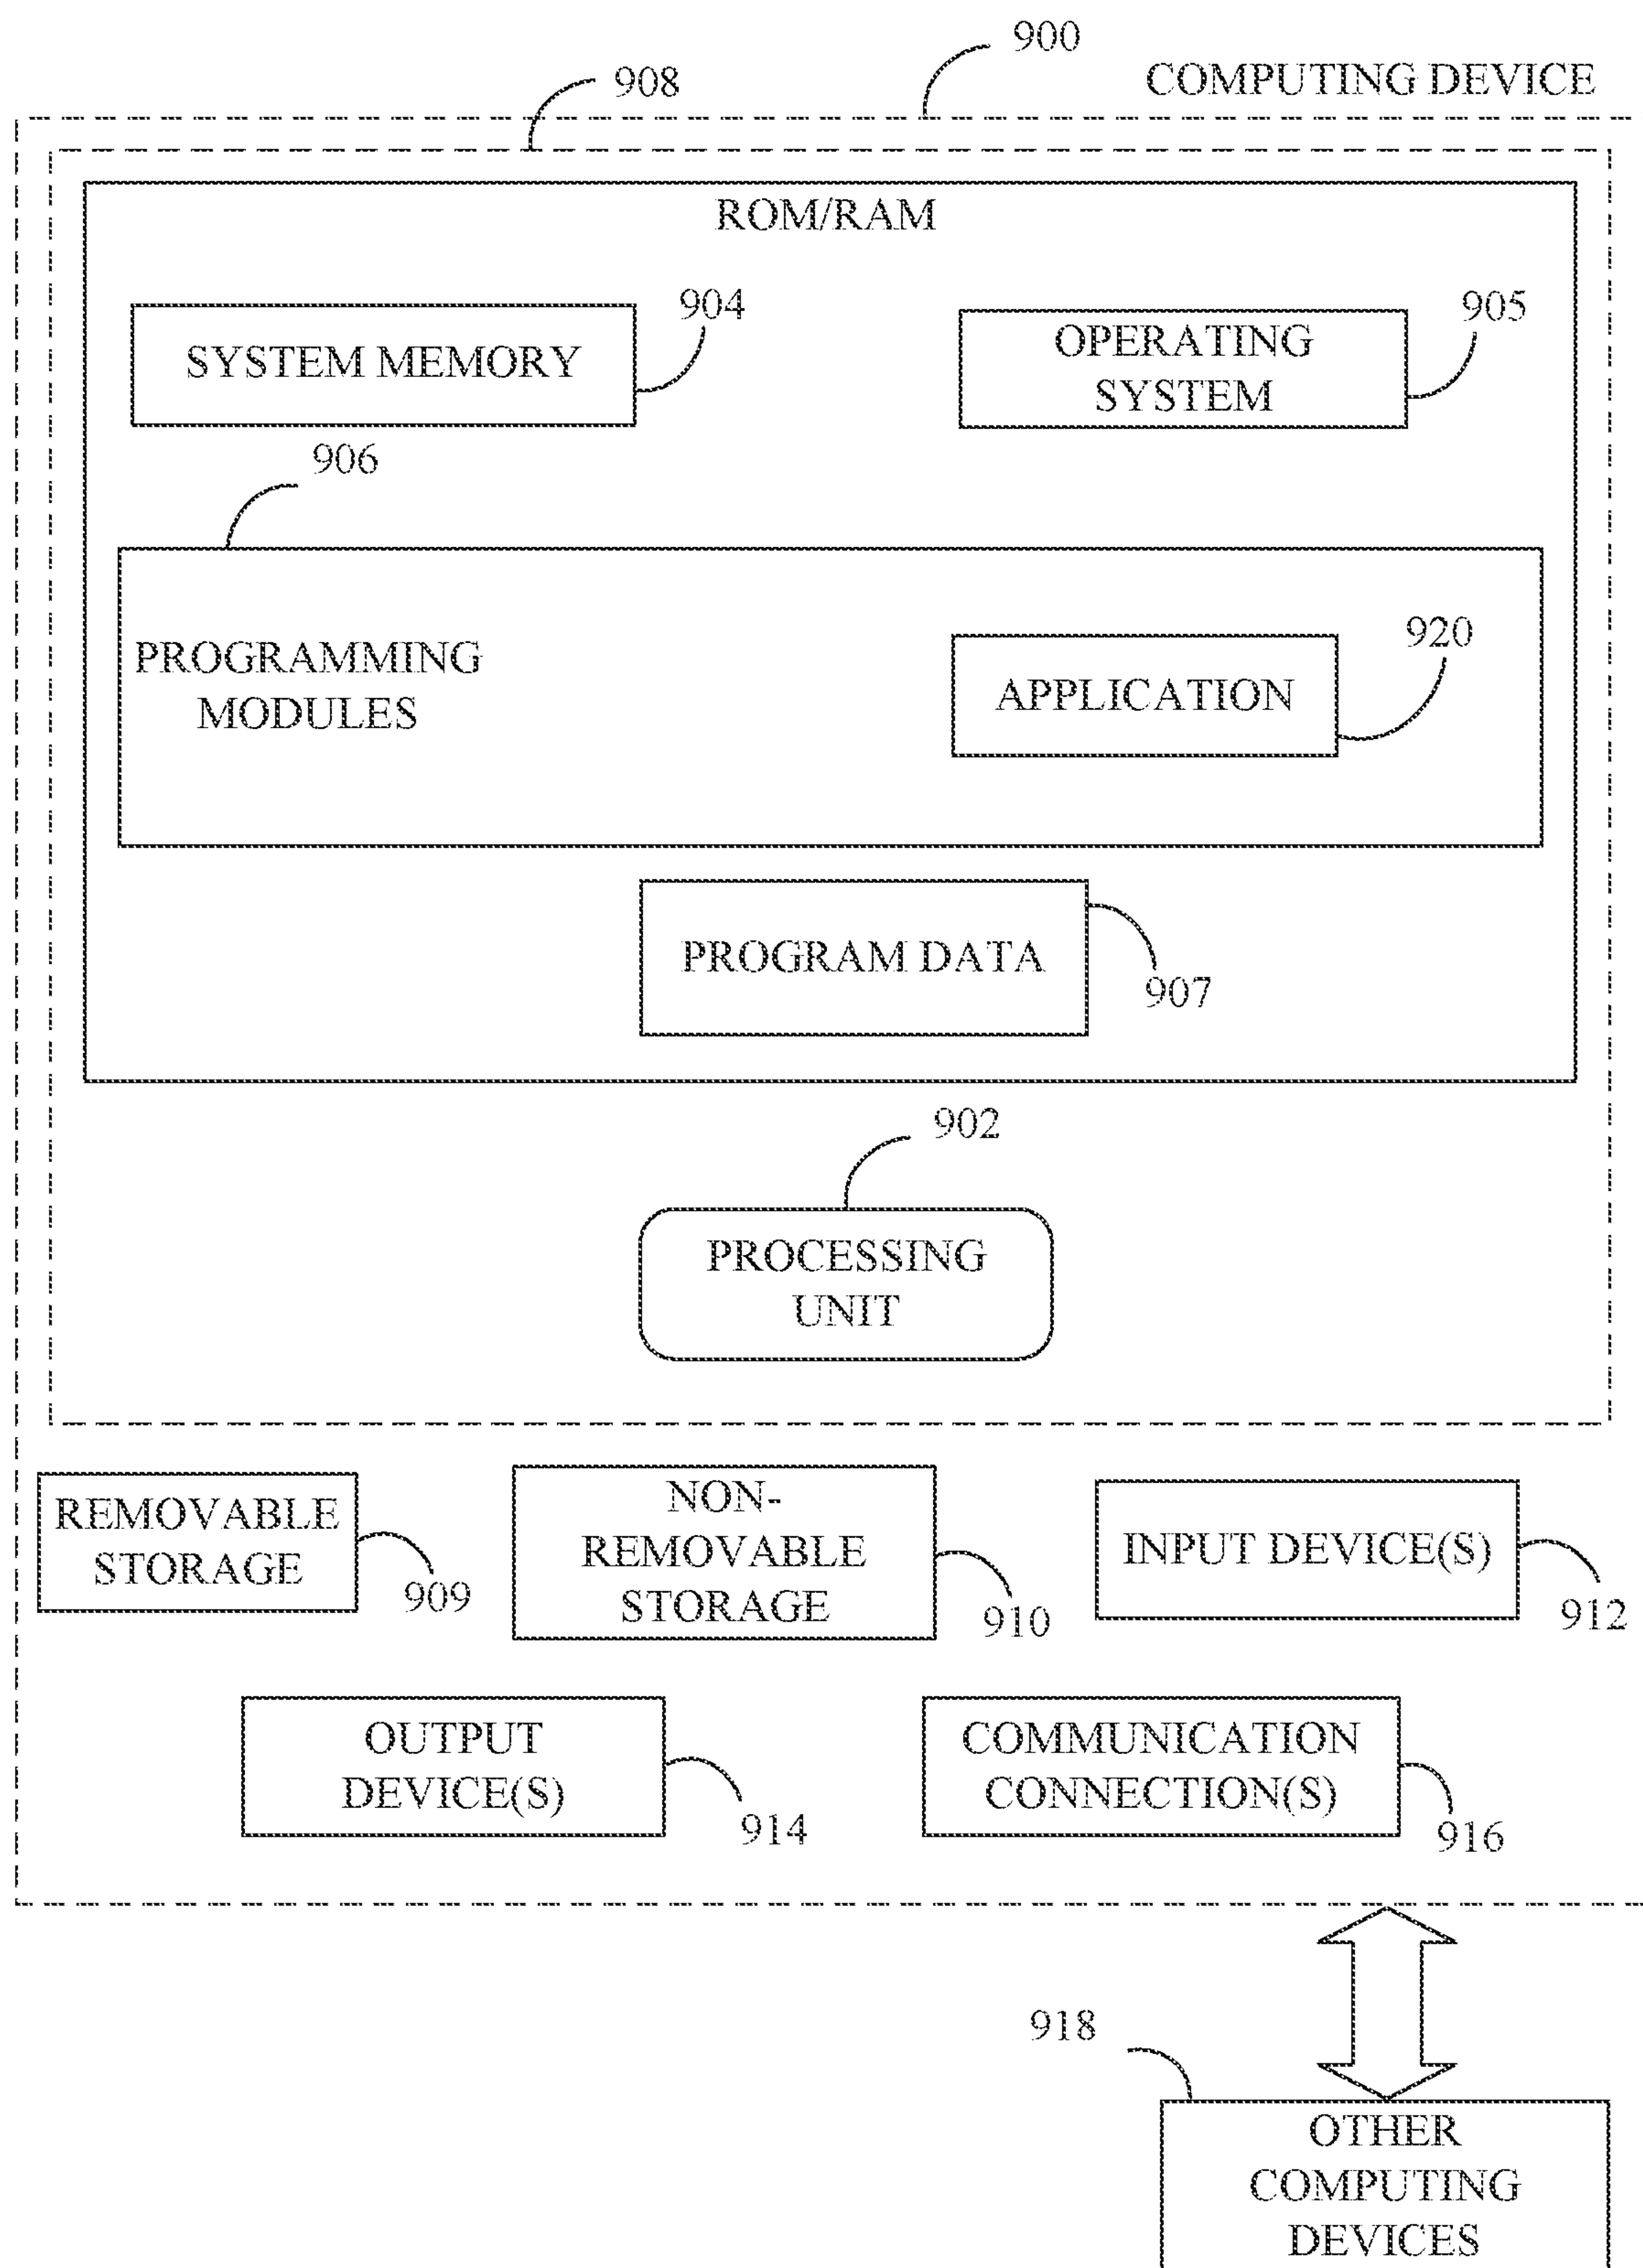 900
COMPUTING DEVICE
908
ROM/RAM
904
SYSTEM MEMORY
905
OPERATING
SYSTEM
906
PROGRAMMING
MODULES
920
APPLICATION
PROGRAM DATA
907
902
PROCESSING
UNIT
REMOVABLE
STORAGE
909
NON-
REMOVABLE
STORAGE
910
INPUT DEVICE(S)
912
OUTPUT
DEVICE(S)
914
COMMUNICATION
CONNECTION(S)
916
918
OTHER
COMPUTING
DEVICES